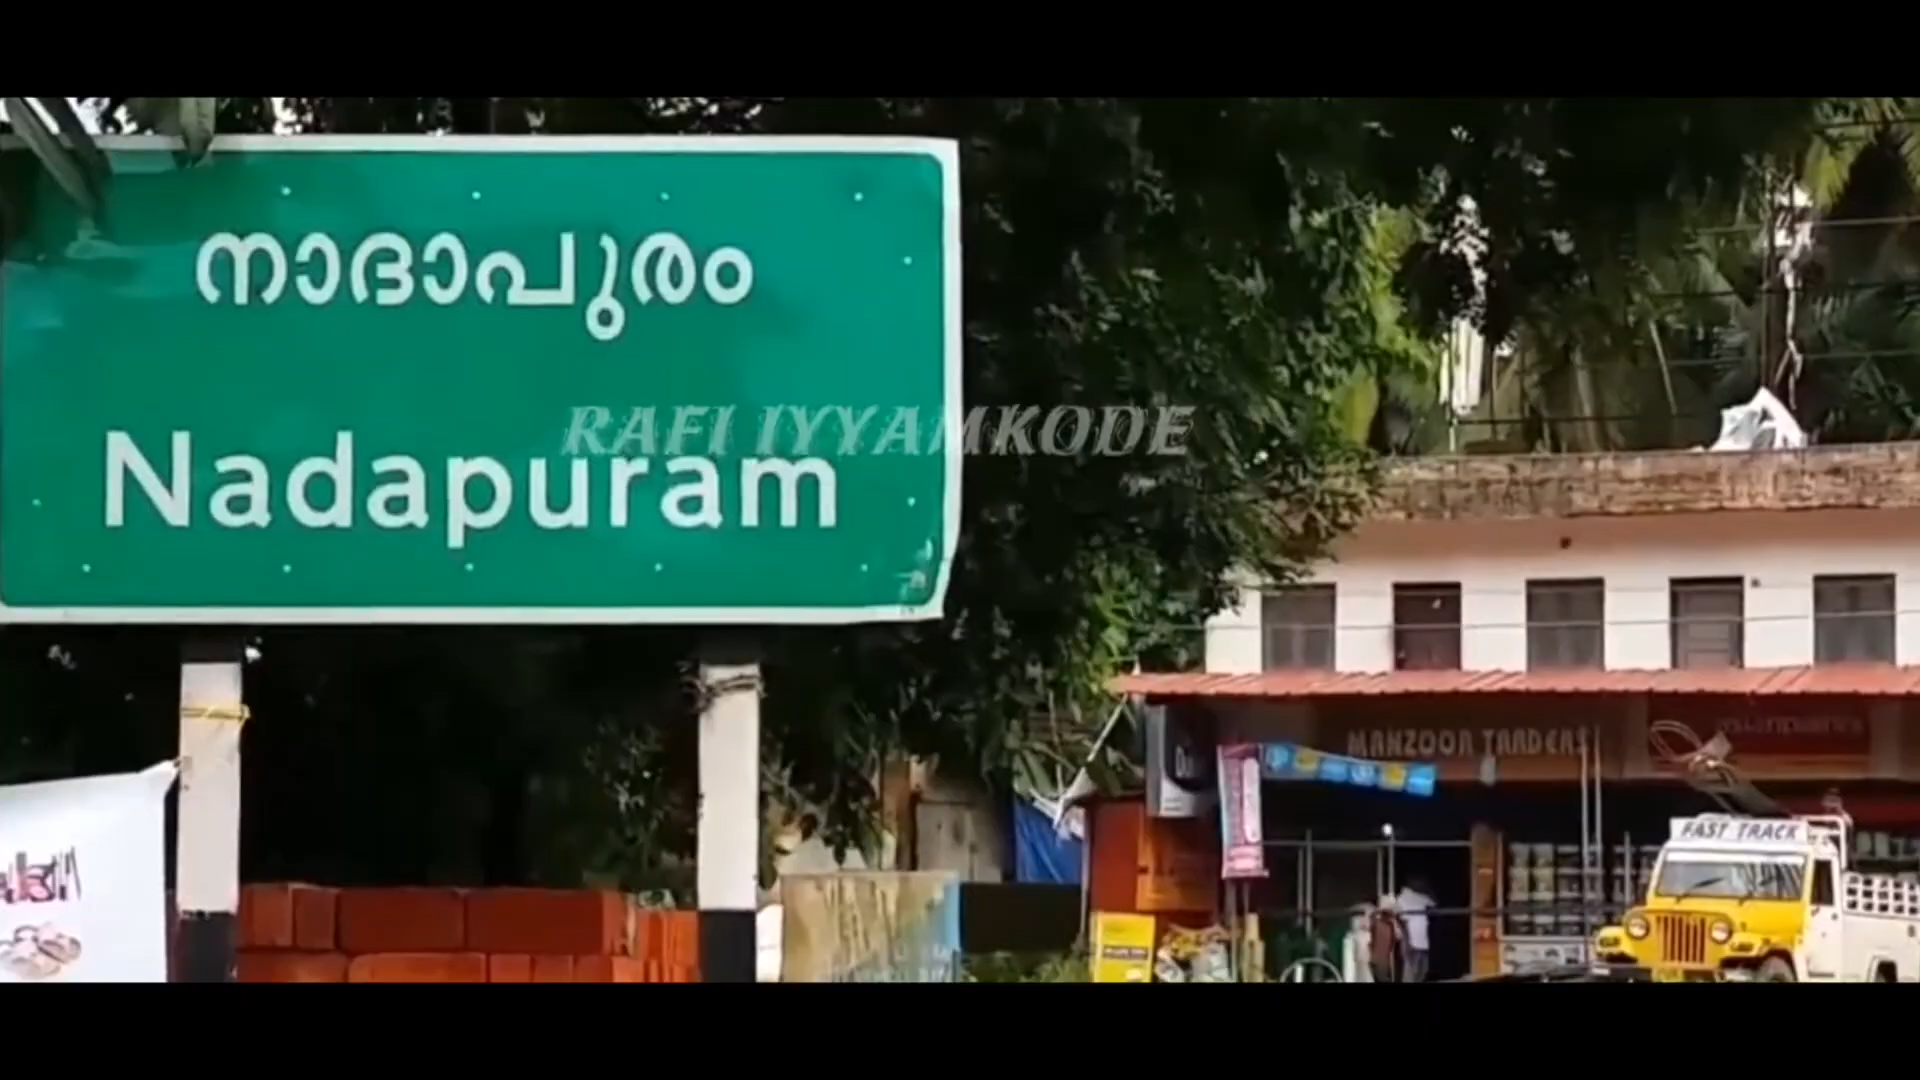 നാദാപുരം
RAFI IYYAMKODE
Nadapuram
MANZOOR TRADERS
FAST TRACK